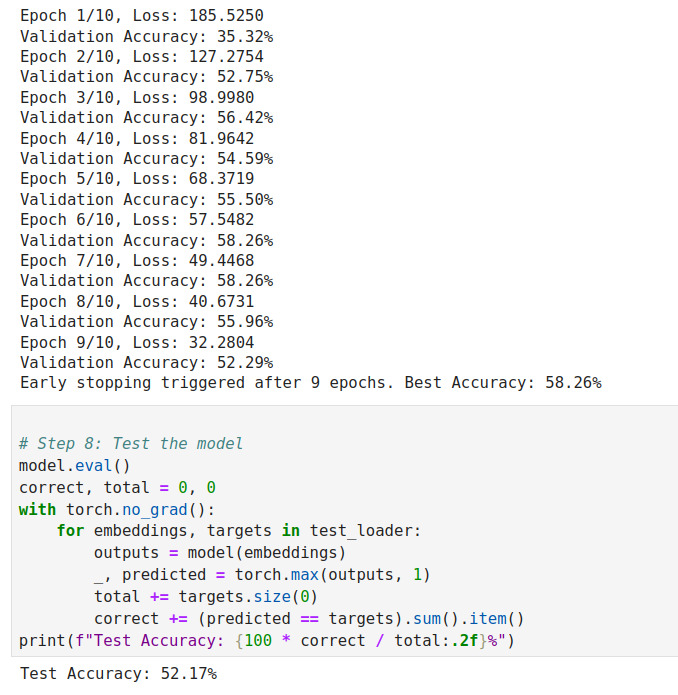 Epoch 1/10, Loss: 185.5250
Validation Accuracy: 35.32%
Epoch 2/10, Loss: 127.2754
Validation Accuracy: 52.75%
Epoch 3/10, Loss: 98.9980
Validation Accuracy: 56.42%
Epoch 4/10, Loss: 81.9642
Validation Accuracy: 54.59%
Epoch 5/10, Loss: 68.3719
Validation Accuracy: 55.50%
Epoch 6/10, Loss: 57.5482
Validation Accuracy: 58.26%
Epoch 7/10, Loss: 49.4468
Validation Accuracy: 58.26%
Epoch 8/10, Loss: 40.6731
Validation Accuracy: 55.96%
Epoch 9/10, Loss: 32.2804
Validation Accuracy: 52.29%
Early stopping triggered after 9 epochs. Best Accuracy: 58.26%
# Step 8: Test the model
model.eval()
correct, total = 0, 0
with torch.no_grad():
    for embeddings, targets in test_loader:
        outputs = model(embeddings)
        _, predicted = torch.max(outputs, 1)
        total += targets.size(0)
        correct += (predicted == targets).sum().item()
print(f"Test Accuracy: {100 * correct / total:.2f}%")
Test Accuracy: 52.17%